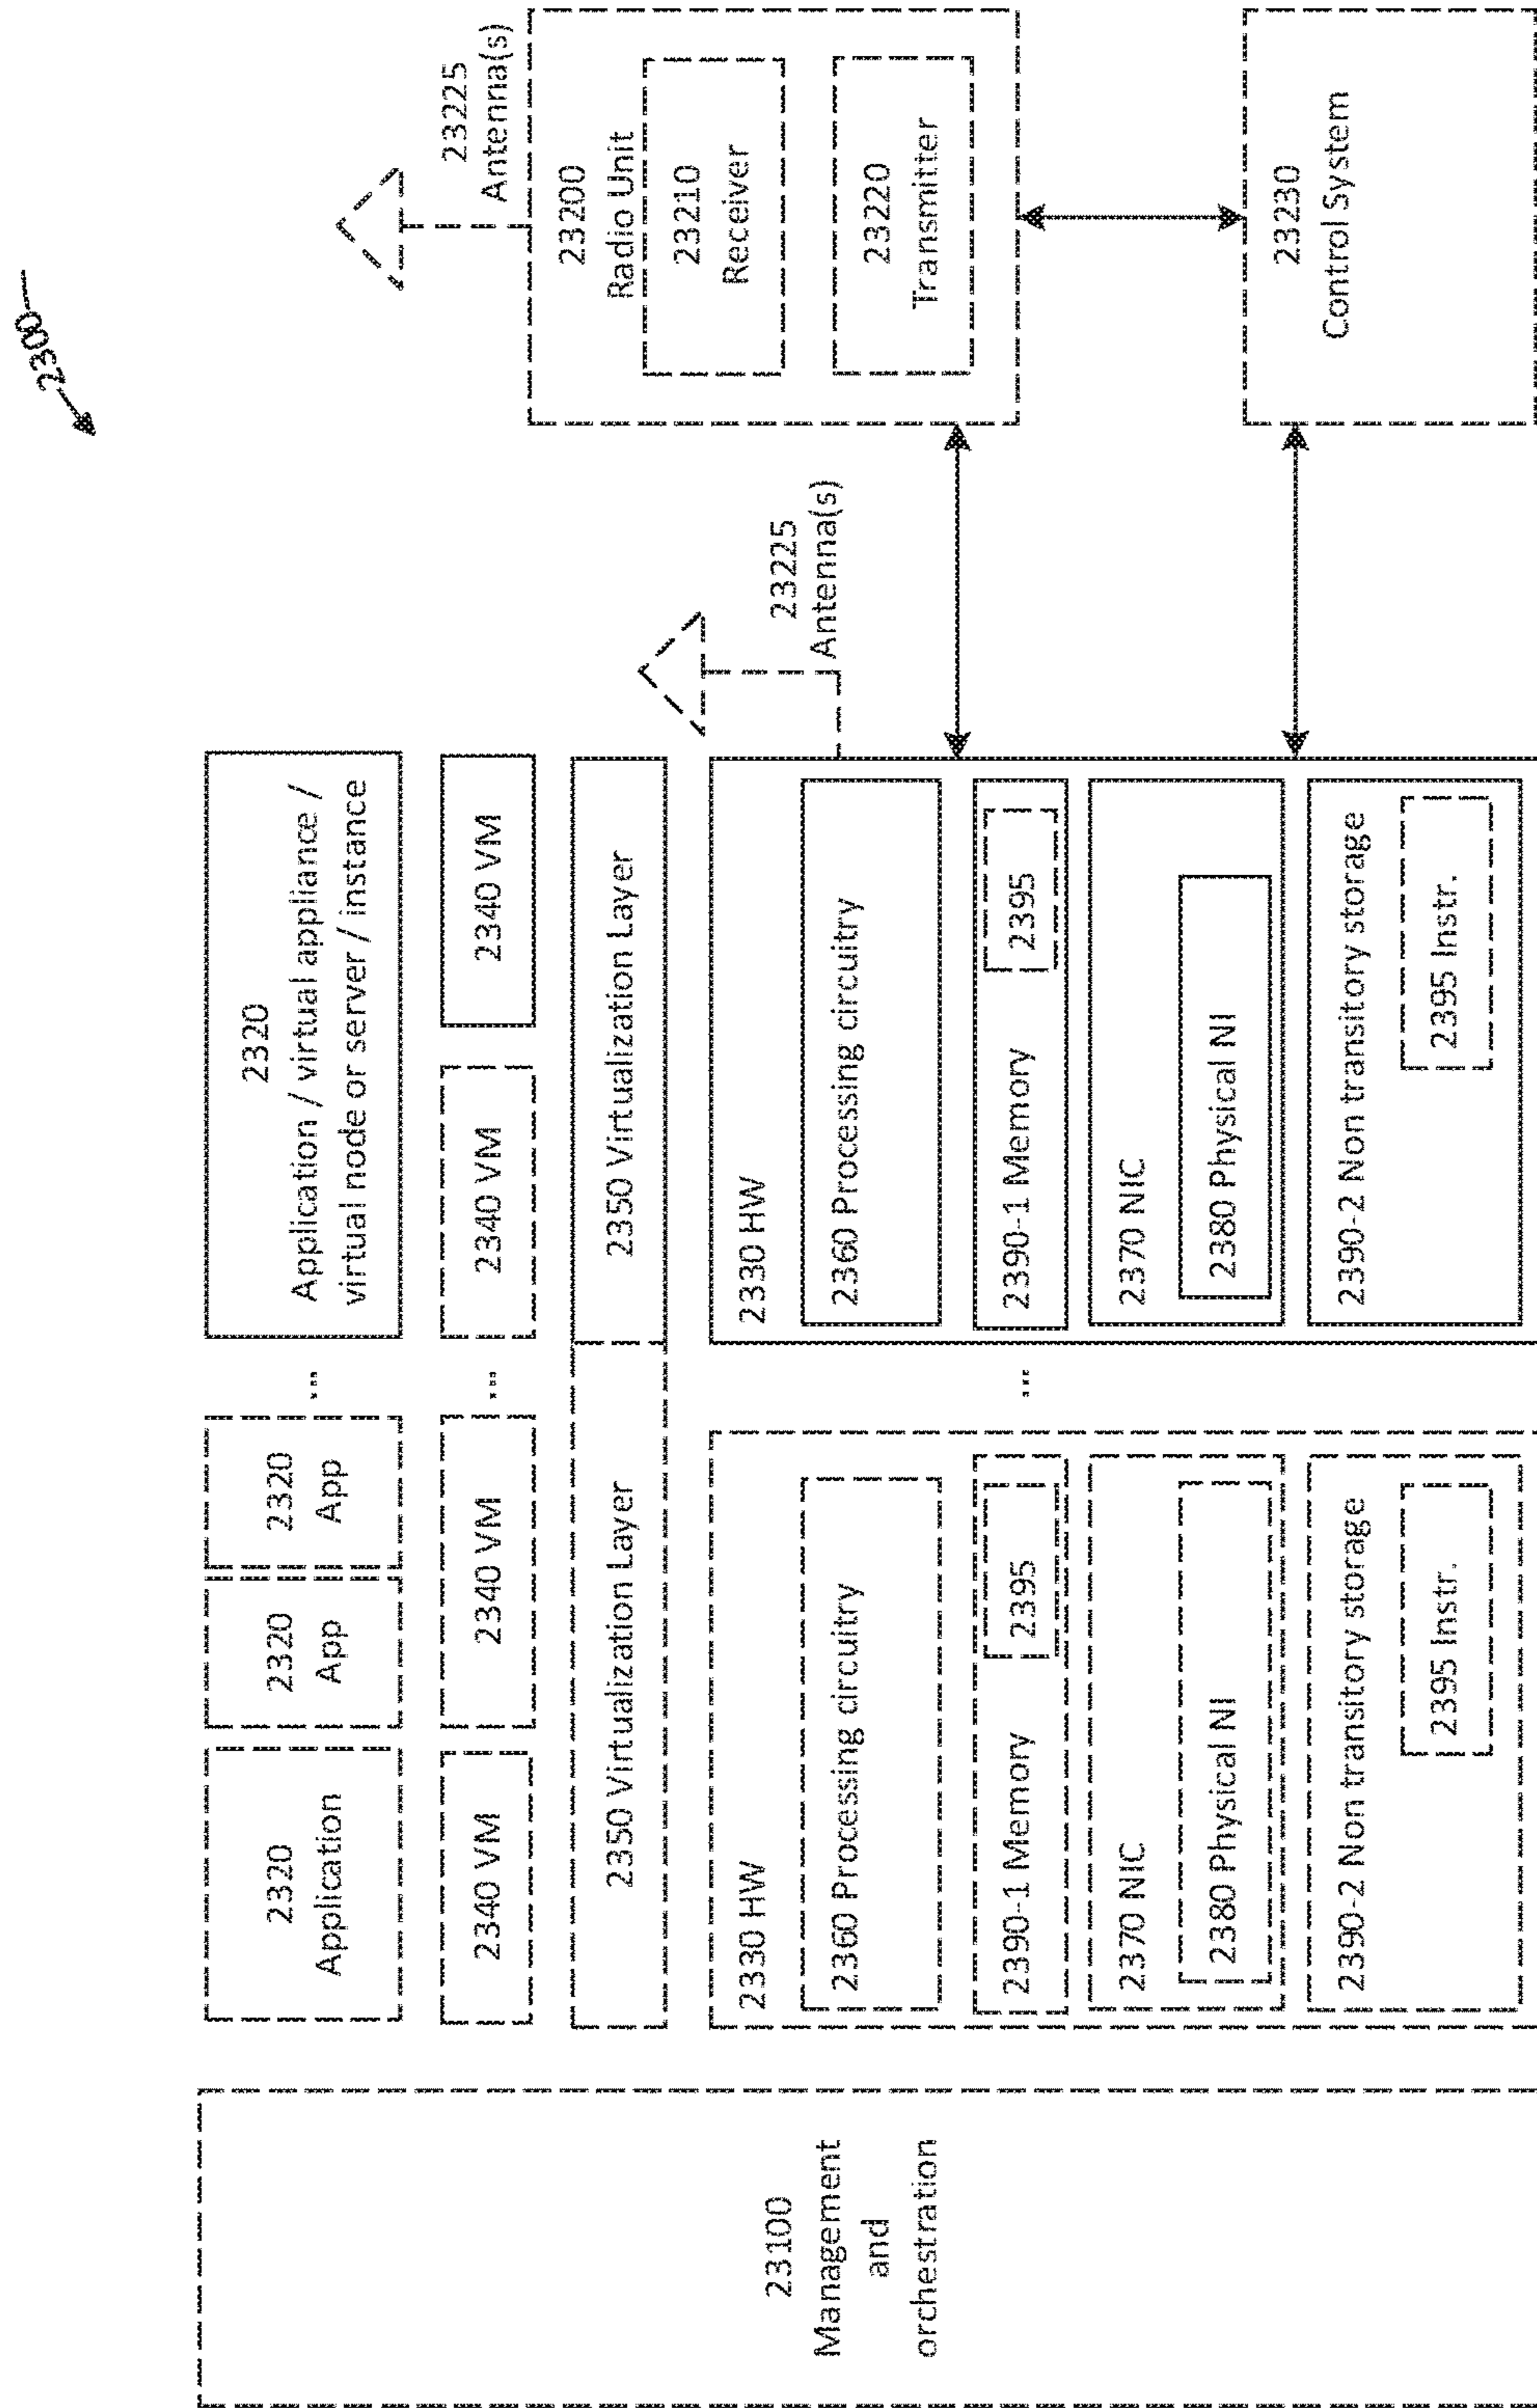 2300
23100
Management
and
orchestration
2320
Application
2320
App
2320
App
...
2320
Application / virtual appliance /
virtual node or server / instance
2340 VM
2340 VM
...
2340 VM
2340 VM
2350 Virtualization Layer
2350 Virtualization Layer
2330 HW
2360 Processing circuitry
2390-1 Memory
2395
2370 NIC
2380 Physical NI
2390-2 Non transitory storage
2395 Instr.
...
2330 HW
2360 Processing circuitry
2390-1 Memory
2395
2370 NIC
2380 Physical NI
2390-2 Non transitory storage
2395 Instr.
23225
Antenna(s)
23225
Antenna(s)
23200
Radio Unit
23210
Receiver
23220
Transmitter
23230
Control System